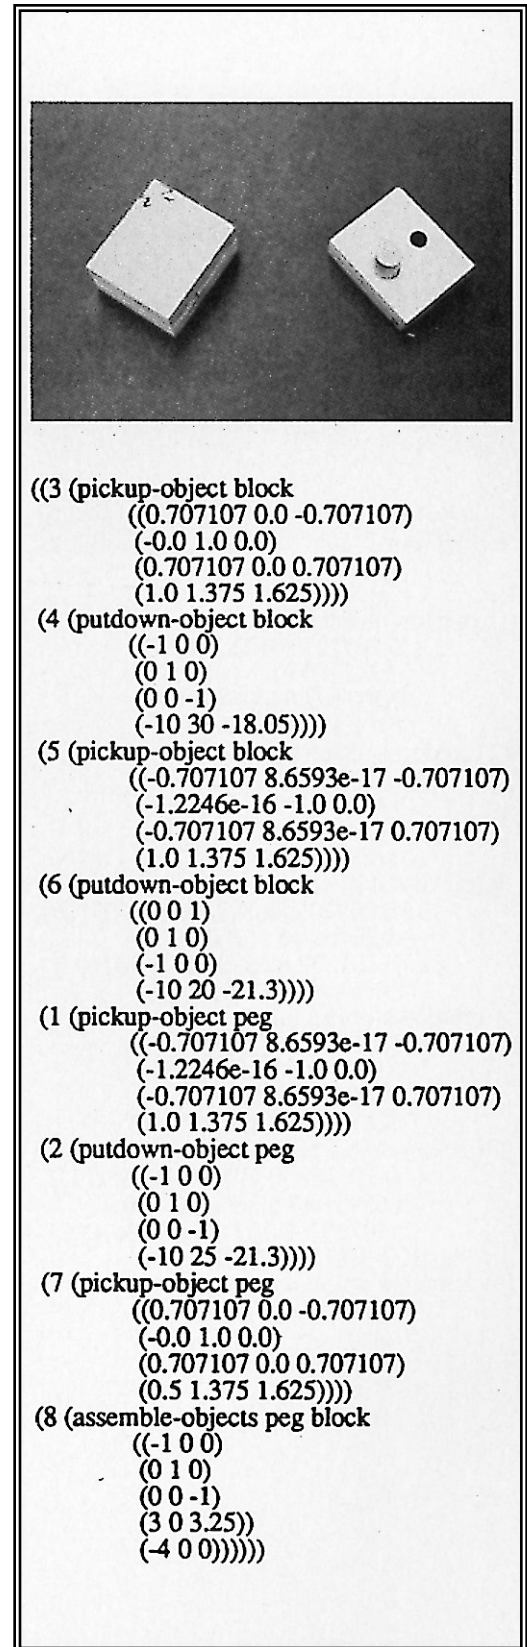 ((3 (pickup-object block
((0.707107 0.0 -0.707107)
(-0.0 1.0 0.0)
(0.707107 0.0 0.707107)
(1.0 1.375 1.625))))
(4 (putdown-object block
((-1 0 0)
(0 1 0)
(0 0 -1)
(-10 30 -18.05))))
(5 (pickup-object block
((-0.707107 8.6593e-17 -0.707107)
(-1.2246e-16 -1.0 0.0)
(-0.707107 8.6593e-17 0.707107)
(1.0 1.375 1.625))))
(6 (putdown-object block
((0 0 1)
(0 1 0)
(-1 0 0)
(-10 20 -21.3))))
(1 (pickup-object peg
((-0.707107 8.6593e-17 -0.707107)
(-1.2246e-16 -1.0 0.0)
(-0.707107 8.6593e-17 0.707107)
(1.0 1.375 1.625))))
(2 (putdown-object peg
((-1 0 0)
(0 1 0)
(0 0 -1)
(-10 25 -21.3))))
(7 (pickup-object peg
((0.707107 0.0 -0.707107)
(-0.0 1.0 0.0)
(0.707107 0.0 0.707107)
(0.5 1.375 1.625))))
(8 (assemble-objects peg block
((-1 0 0)
(0 1 0)
(0 0 -1)
(3 0 3.25))
(-4 0 0))))))